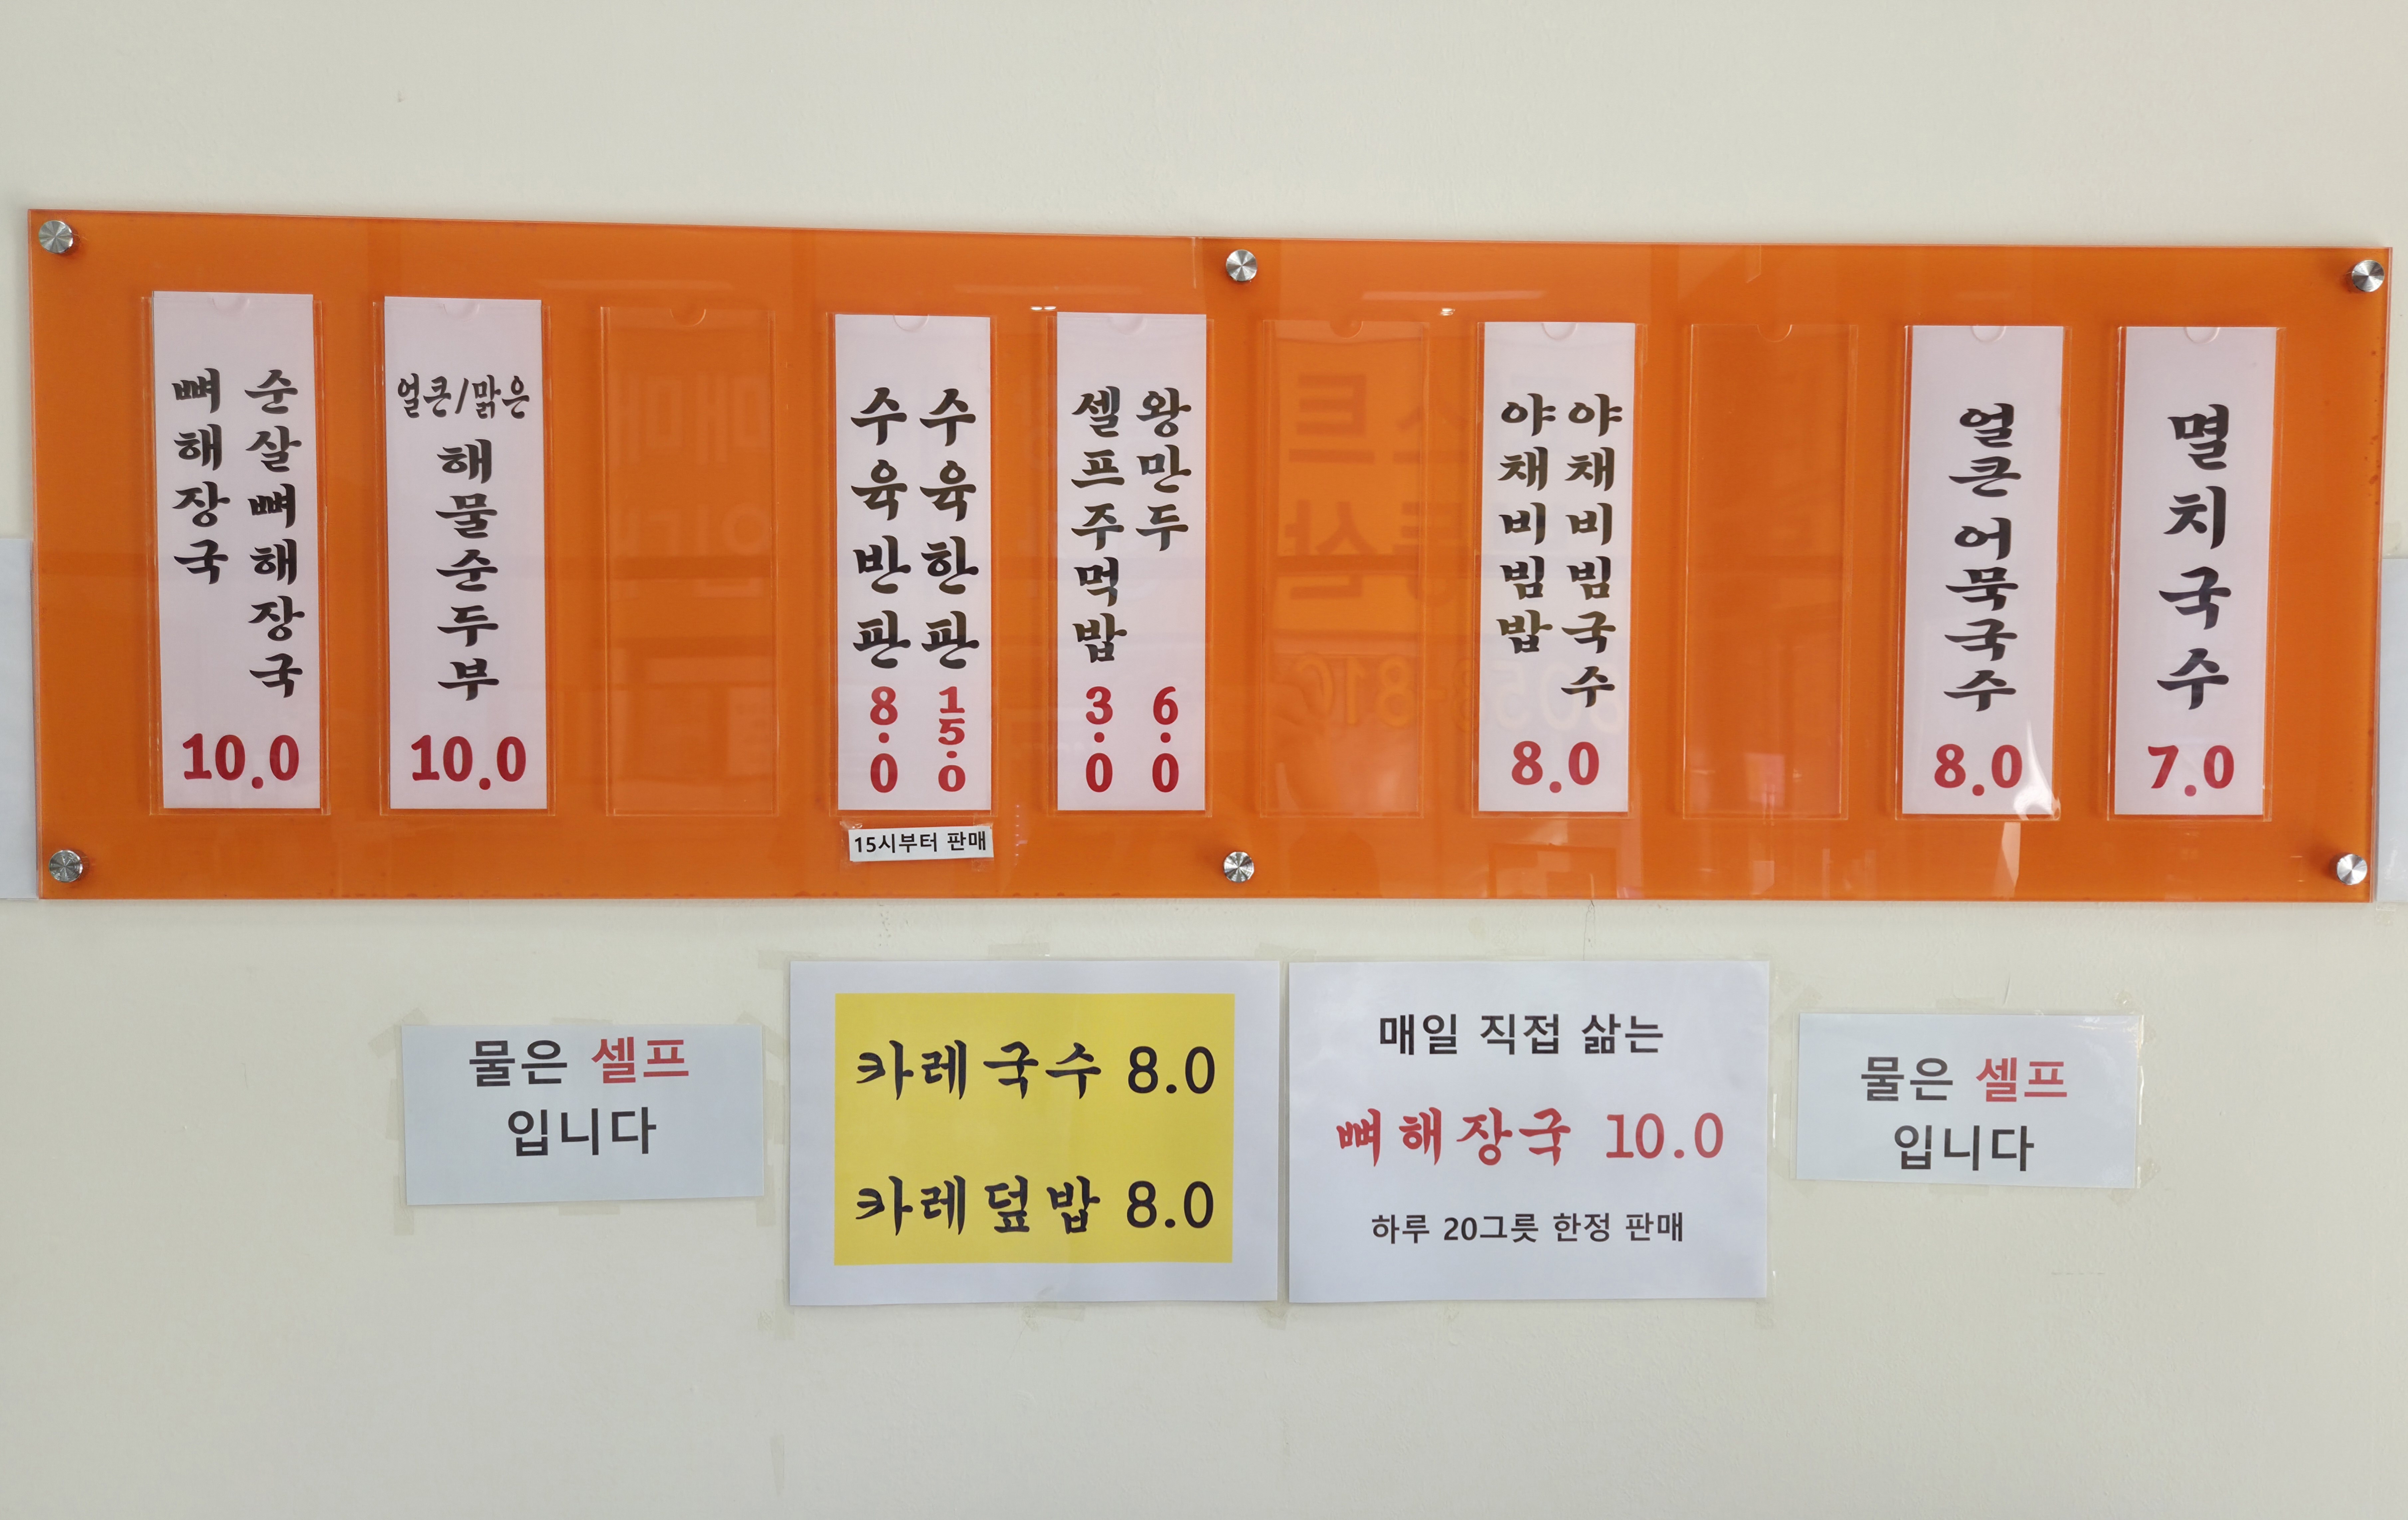 뼈해장국
순살뼈해장국
10.0
얼큰/맑은
해물순두부
10.0
수육반판 8.0
수육한판 15.0
15시부터 판매
셀프주먹밥 3.0
왕만두 6.0
야채비빔밥
야채비빔국수
8.0
얼큰어묵국수
8.0
멸치국수
7.0
물은 셀프
입니다
카레국수 8.0
카레덮밥 8.0
매일 직접 삶는
뼈해장국 10.0
하루 20그릇 한정 판매
물은 셀프
입니다